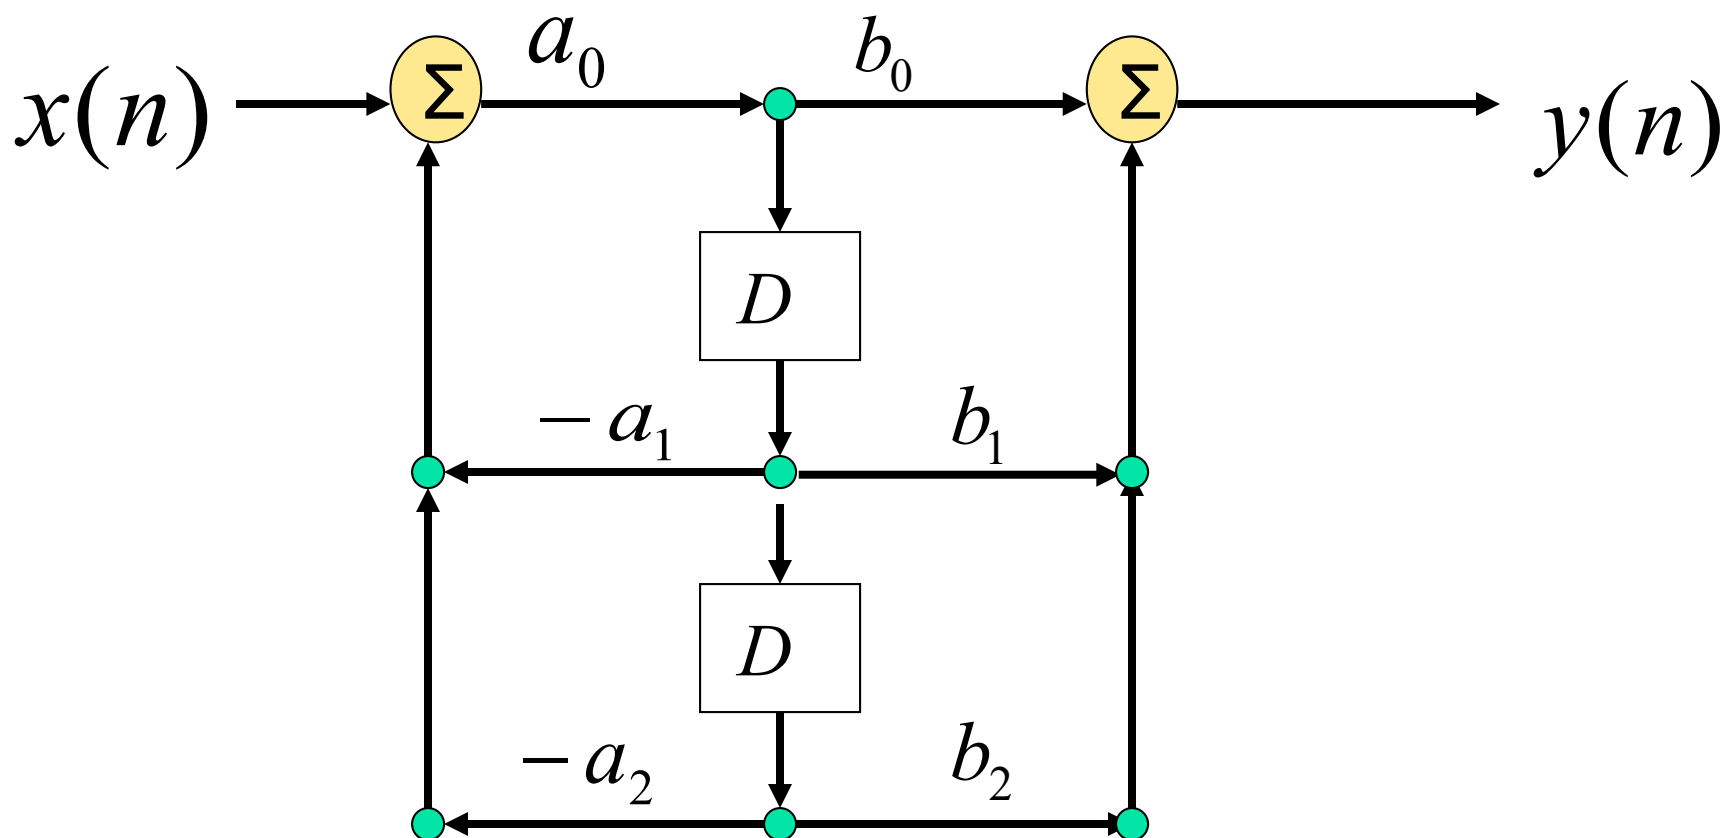 x(n) Σ a₀ b₀ Σ y(n)
D
− a₁ b₁
D
− a₂ b₂